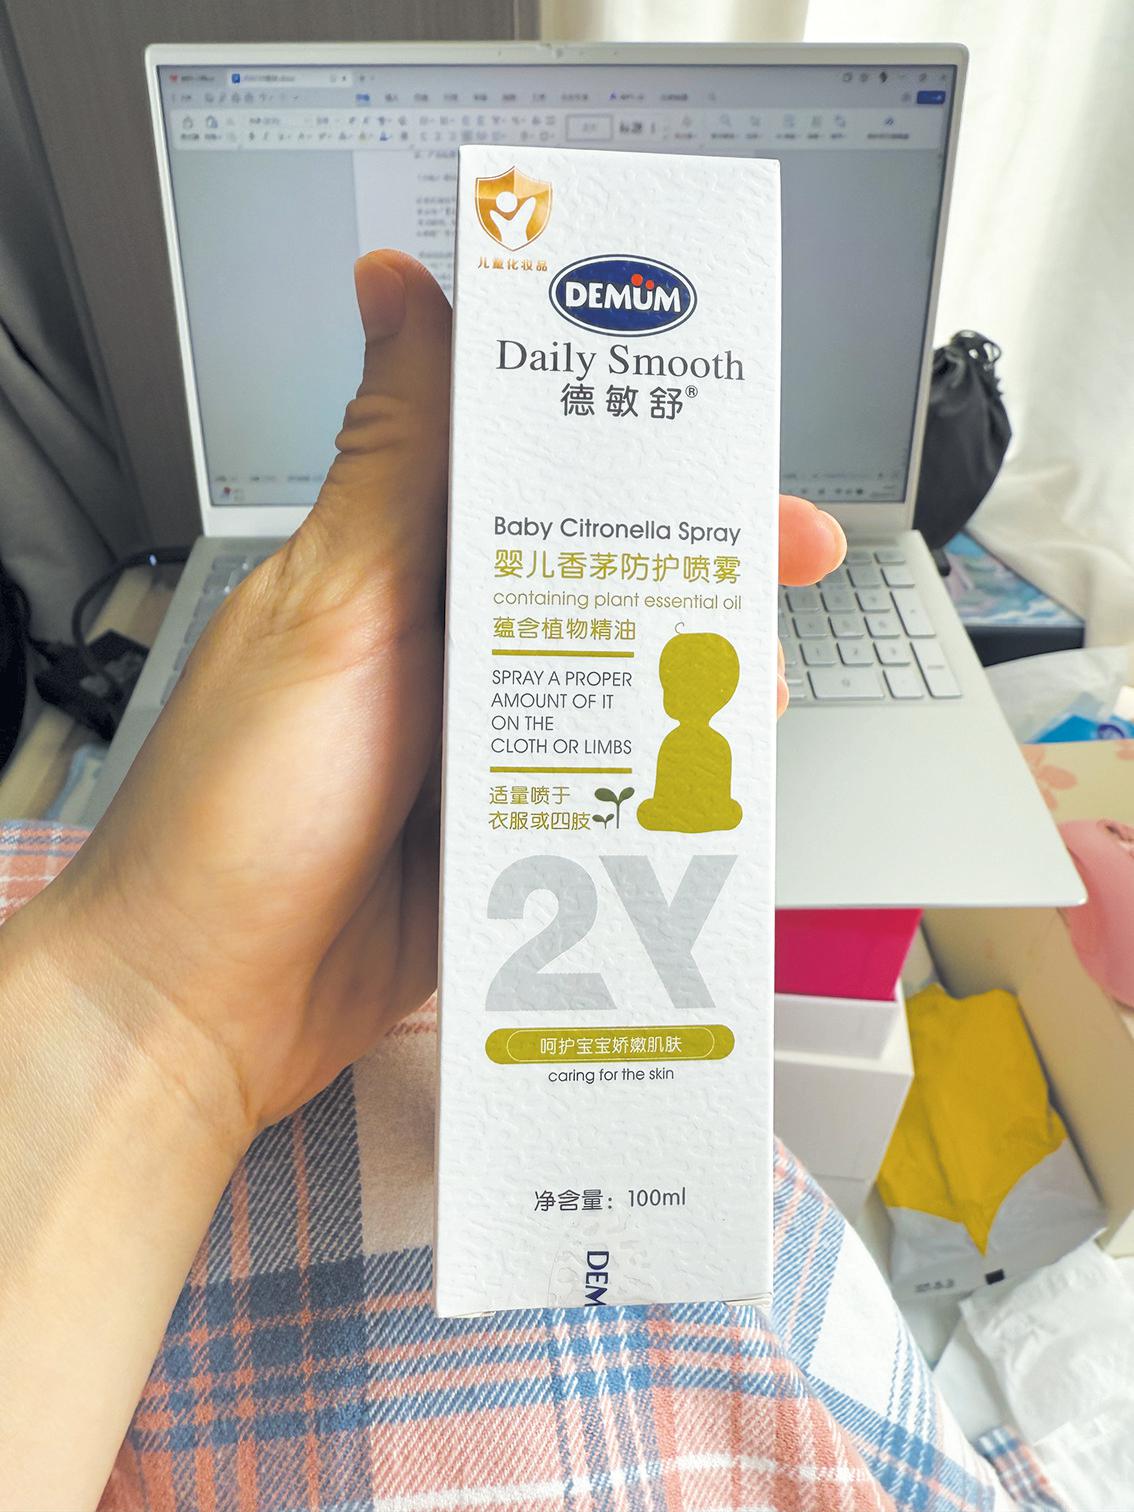 儿童化妆品
DEMÜM
Daily Smooth
德敏舒®
Baby Citronella Spray
婴儿香茅防护喷雾
containing plant essential oil
蕴含植物精油
SPRAY A PROPER
AMOUNT OF IT
ON THE
CLOTH OR LIMBS
适量喷于
衣服或四肢
2Y
呵护宝宝娇嫩肌肤
caring for the skin
净含量：100ml
DEM